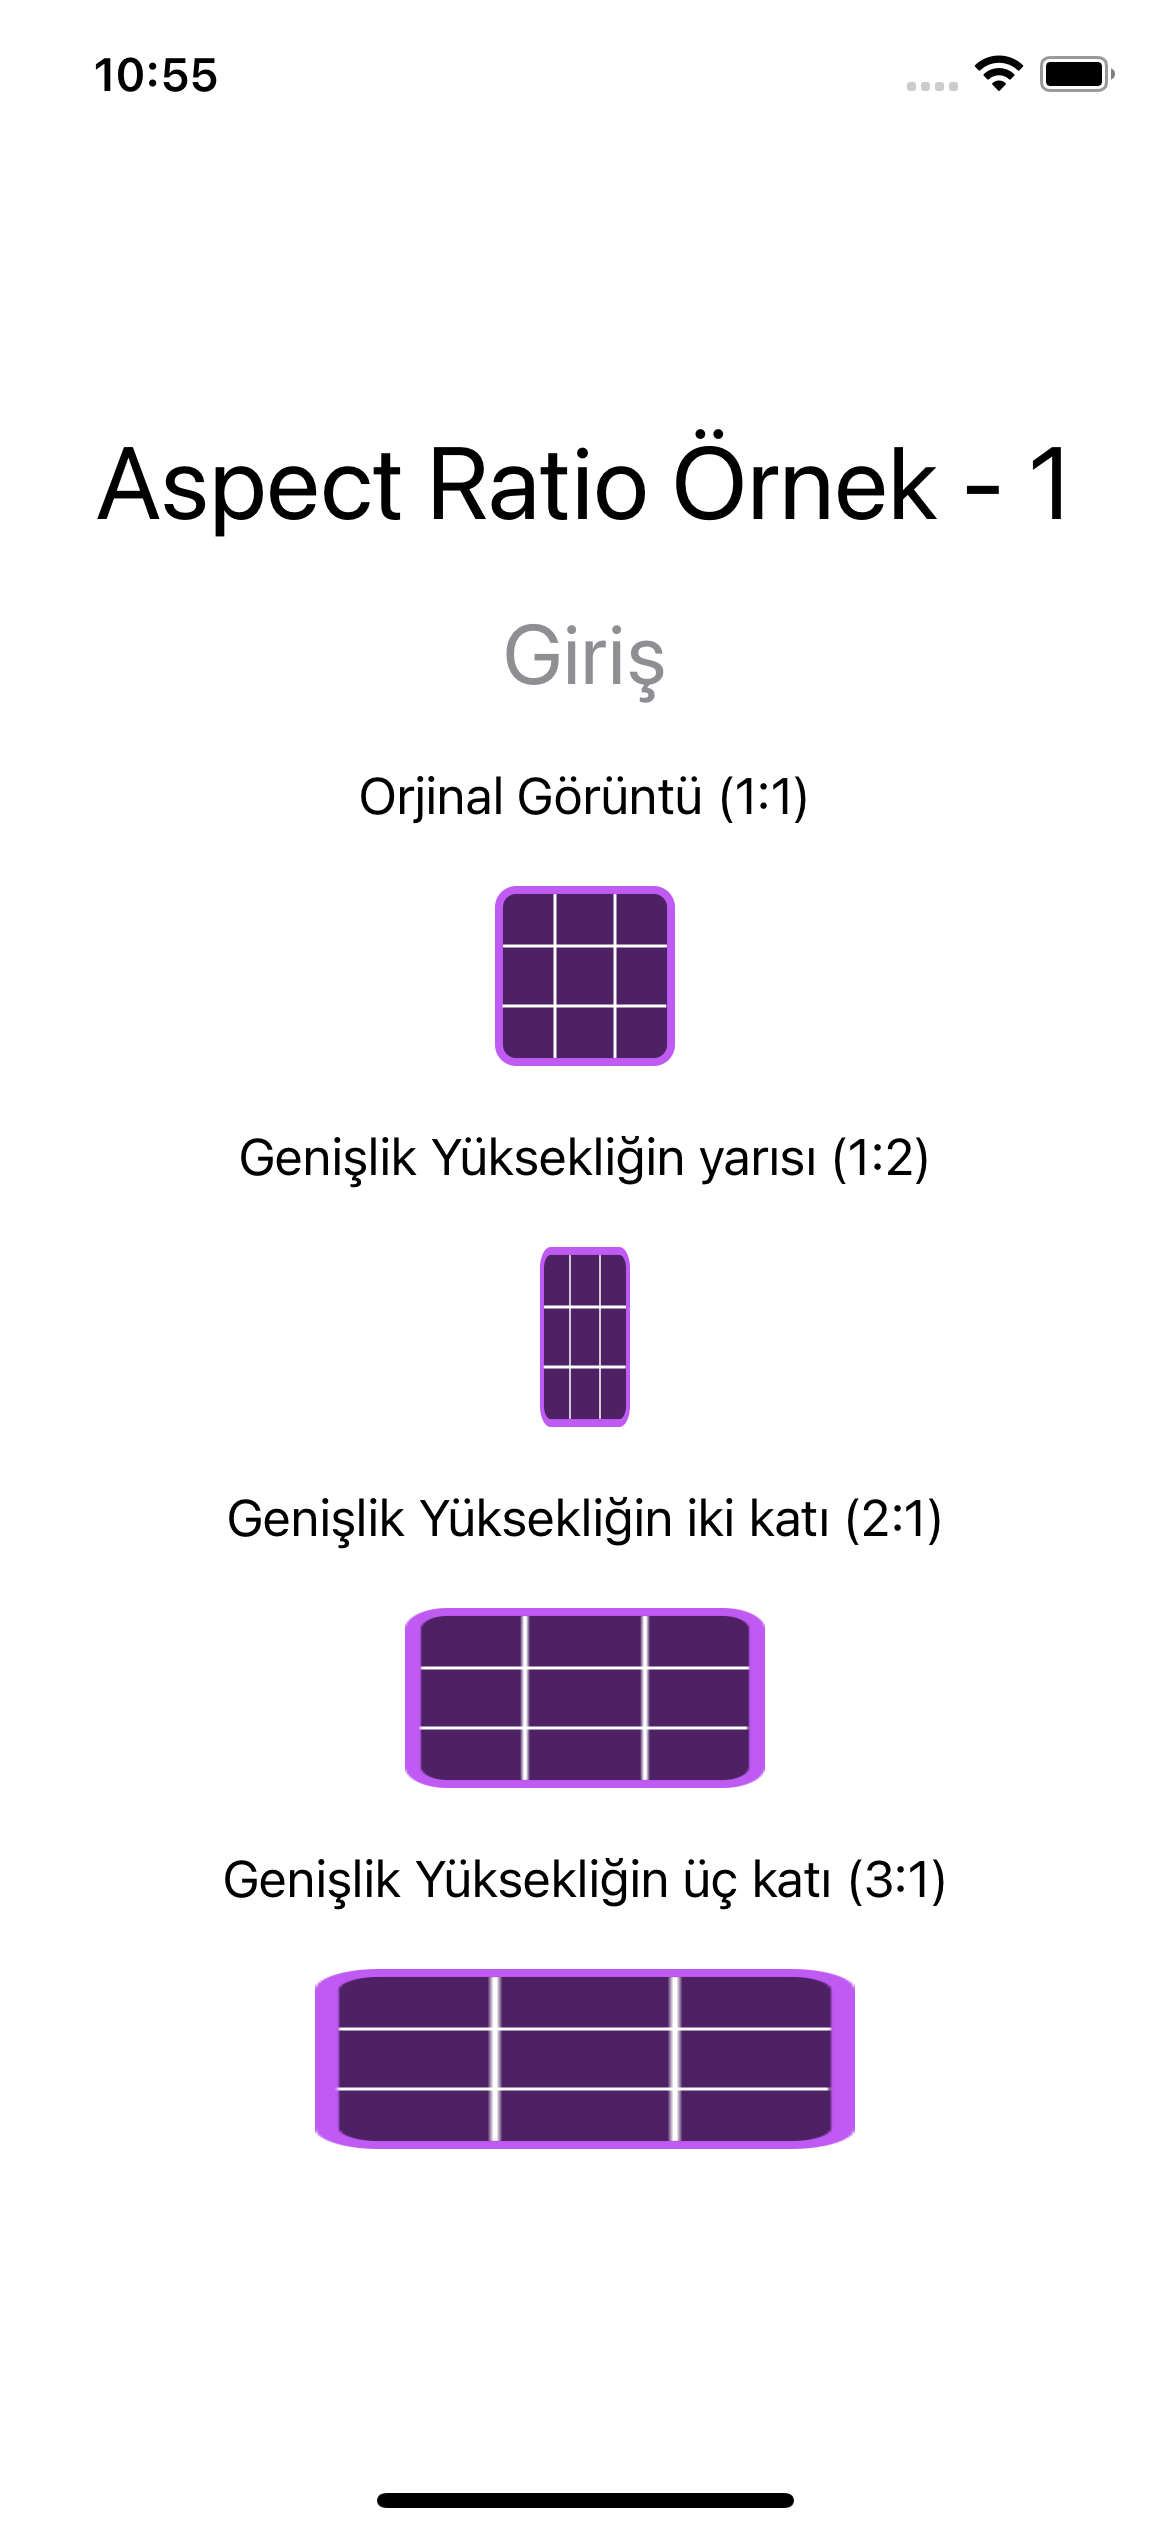 10:55
Aspect Ratio Örnek - 1
Giriş
Orjinal Görüntü (1:1)
Genişlik Yüksekliğin yarısı (1:2)
Genişlik Yüksekliğin iki katı (2:1)
Genişlik Yüksekliğin üç katı (3:1)